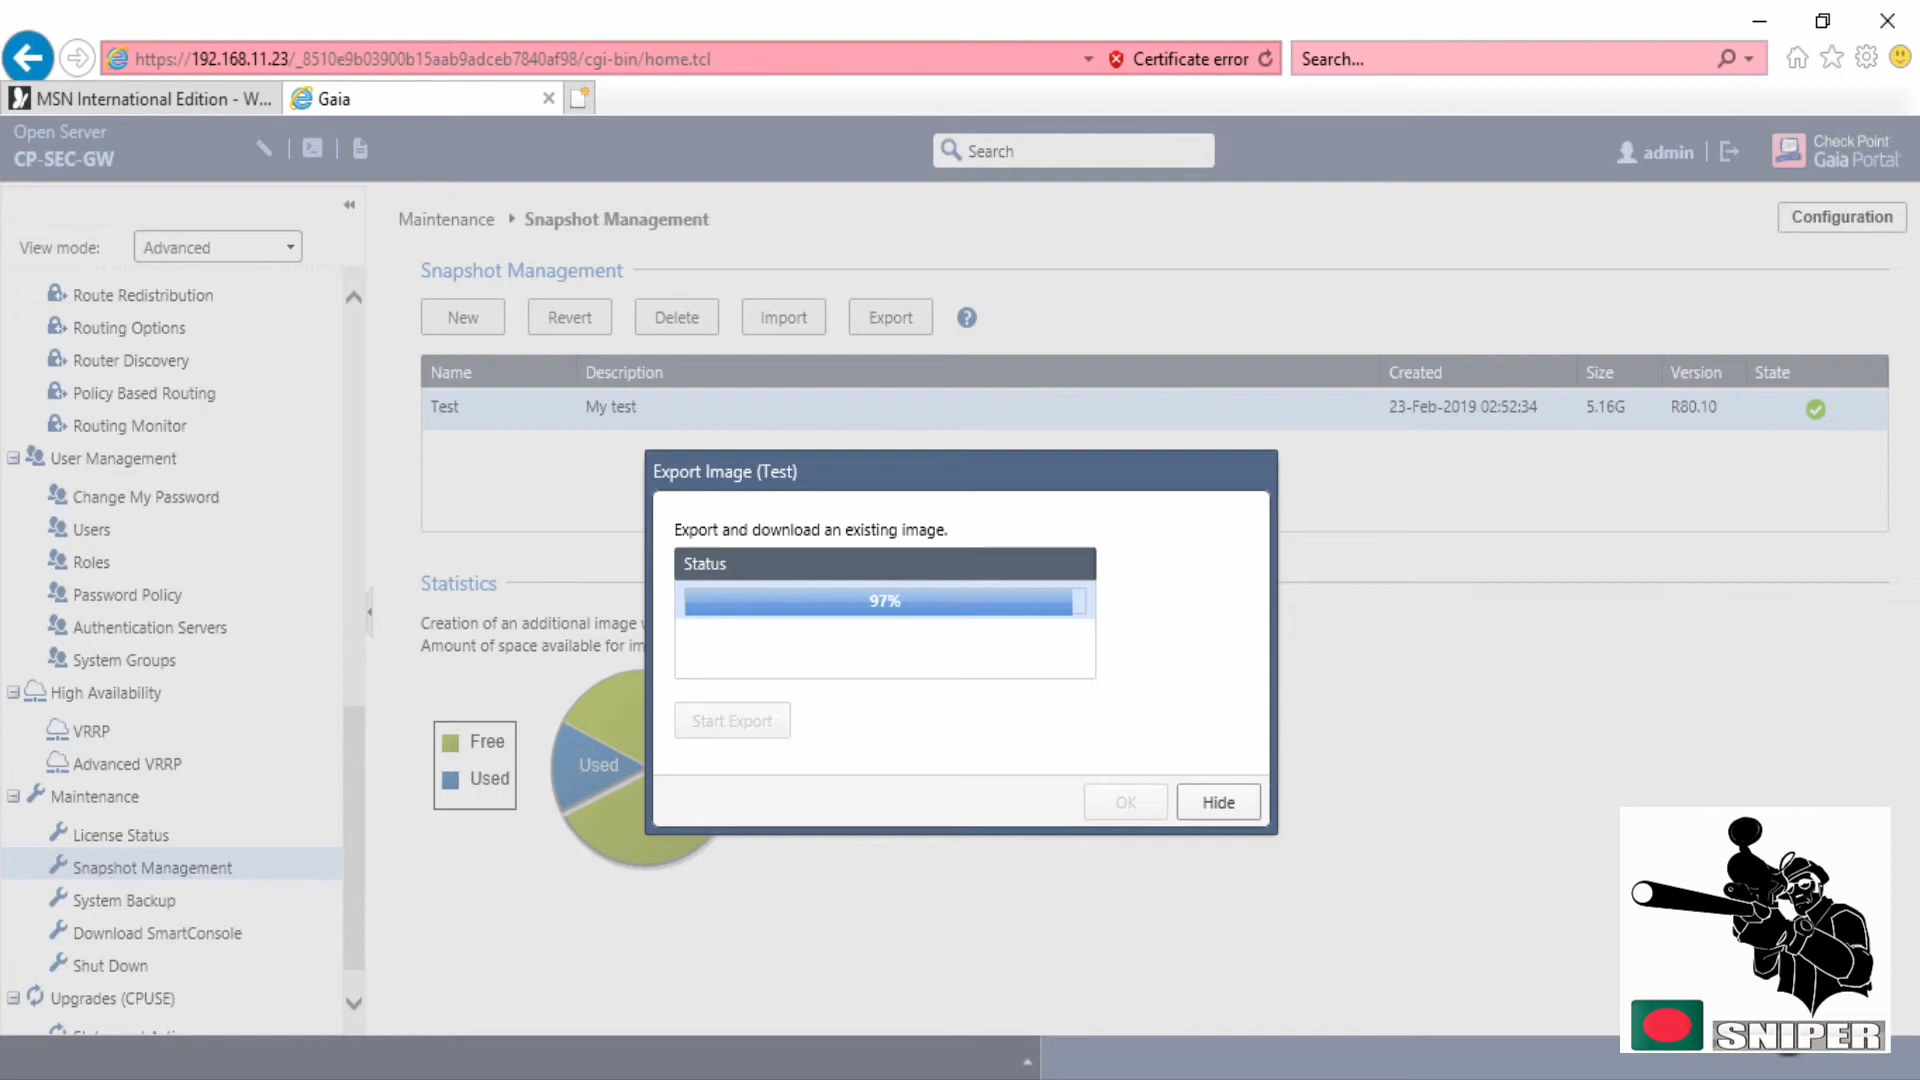 https://192.168.11.23/_8510e9b03900b15aab9adceb7840af98/cgi-bin/home.tcl
Certificate error
Search...
MSN International Edition - W...
Gaia
Open Server
CP-SEC-GW
Search
admin
Check Point
Gaia Portal
View mode:
Advanced
Route Redistribution
Routing Options
Router Discovery
Policy Based Routing
Routing Monitor
User Management
Change My Password
Users
Roles
Password Policy
Authentication Servers
System Groups
High Availability
VRRP
Advanced VRRP
Maintenance
License Status
Snapshot Management
System Backup
Download SmartConsole
Shut Down
Upgrades (CPUSE)
Maintenance Snapshot Management
Configuration
Snapshot Management
New Revert Delete Import Export
Name Description Created Size Version State
Test My test 23-Feb-2019 02:52:34 5.16G R80.10
Statistics
Creation of an additional image
Amount of space available for
Free
Used
Used
Export Image (Test)
Export and download an existing image.
Status
97%
Start Export
OK
Hide
SNIPER